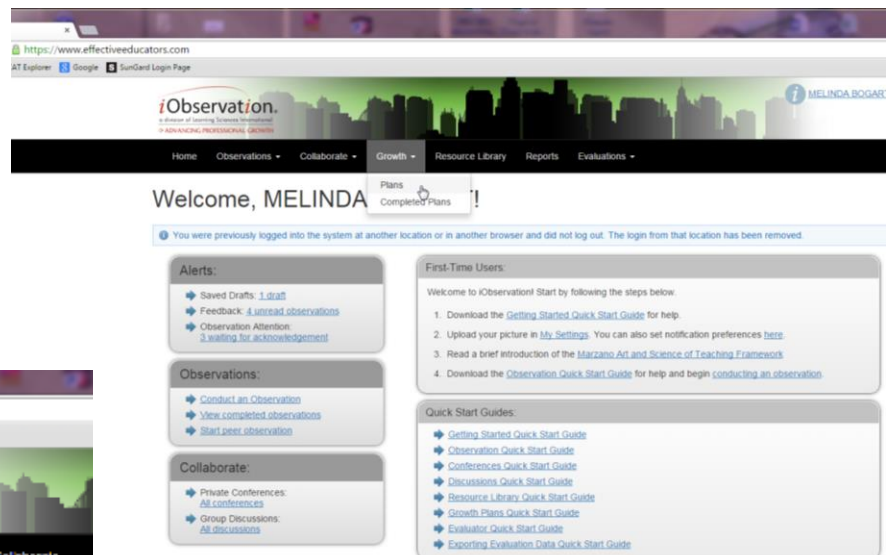 https://www.effectiveeducators.com
AT Explorer Google SunGard Login Page
iObservation.
a division of Learning Sciences International
ADVANCING PROFESSIONAL GROWTH
MELINDA BOGART
Home Observations Collaborate Growth Resource Library Reports Evaluations
Plans
Completed Plans
Welcome, MELINDA !
You were previously logged into the system at another location or in another browser and did not log out. The login from that location has been removed.
Alerts:
Saved Drafts: 1 draft
Feedback: 4 unread observations
Observation Attention:
3 waiting for acknowledgement
Observations:
Conduct an Observation
View completed observations
Start peer observation
Collaborate:
Private Conferences:
All conferences
Group Discussions:
All discussions
First-Time Users:
Welcome to iObservation! Start by following the steps below.
1. Download the Getting Started Quick Start Guide for help.
2. Upload your picture in My Settings. You can also set notification preferences here.
3. Read a brief introduction of the Marzano Art and Science of Teaching Framework
4. Download the Observation Quick Start Guide for help and begin conducting an observation.
Quick Start Guides:
Getting Started Quick Start Guide
Observation Quick Start Guide
Conferences Quick Start Guide
Discussions Quick Start Guide
Resource Library Quick Start Guide
Growth Plans Quick Start Guide
Evaluator Quick Start Guide
Exporting Evaluation Data Quick Start Guide